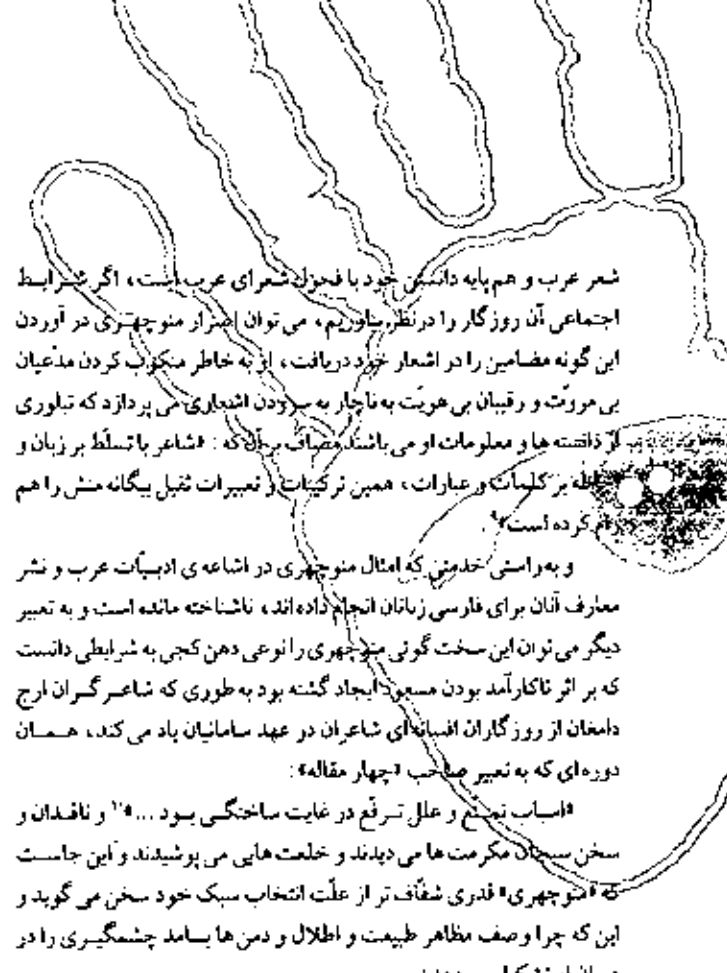 شعر عرب و هم‌پایه دانستن خود با فحول شعرای عرب است، اگر شرایط
اجتماعی آن روزگار را در نظر بیاوریم، می‌توان اصرار منوچهری در آوردن
این گونه مضامین را در اشعار خود دریافت، او به خاطر منکوب کردن مدّعیان
بی مروّت و رقیبان بی هویّت به ناچار به سرودن اشعاری می پردازد که تبلوری
از دانسته ها و معلومات او می باشند مضاف بر آن که : «شاعر با تسلّط بر زبان و
بر کلمات و عبارات، همین ترکیبات و تعبیرات ثقیل بیگانه منش را هم
کرده است»۹.
و به راستی خدمتی که امثال منوچهری در اشاعه ی ادبیّات عرب و نشر
معارف آنان برای فارسی زبانان انجام داده اند، ناشناخته مانده است و به تعبیر
دیگر می توان این سخت گوئی منوچهری را نوعی دهن کجی به شرایطی دانست
که بر اثر ناکارآمد بودن مسعود ایجاد گشته بود به طوری که شاعر گران ارج
دامغان از روزگاران افسانه‌ای شاعران در عهد سامانیان یاد می کند، همـان
دوره ای که به تعبیر صاحب «چهار مقاله»:
«اسباب تمتّع و علل ترفّع در غایت ساختگی بود ...»۱۰ و ناقدان و
سخن سنجان مکرمت ها می دیدند و خلعت هایی می پوشیدند و این جاست
که «منوچهری» قدری شفّاف تر از علّت انتخاب سبک خود سخن می گوید و
این که چرا وصف مظاهر طبیعت و اطلال و دمن ها بسامد چشمگیری را در